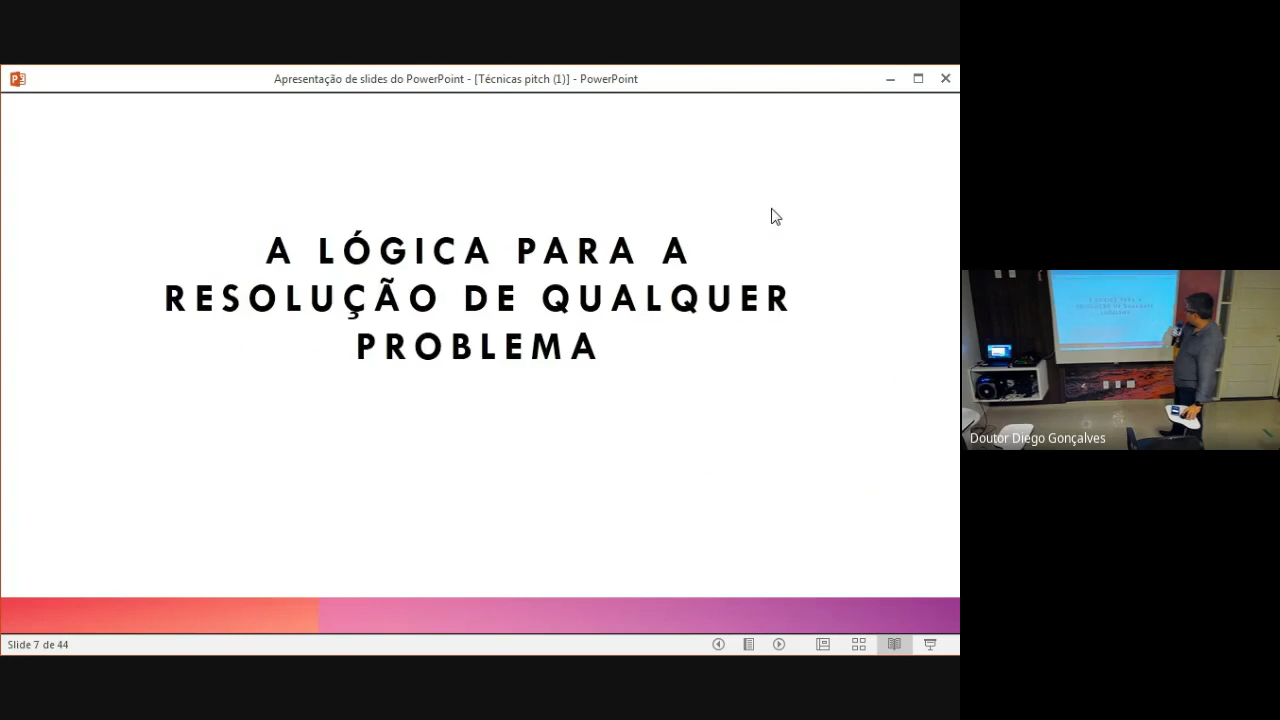 Apresentação de slides do PowerPoint - [Técnicas pitch (1)] - PowerPoint
A LÓGICA PARA A
RESOLUÇÃO DE QUALQUER
PROBLEMA
Slide 7 de 44
Doutor Diego Gonçalves